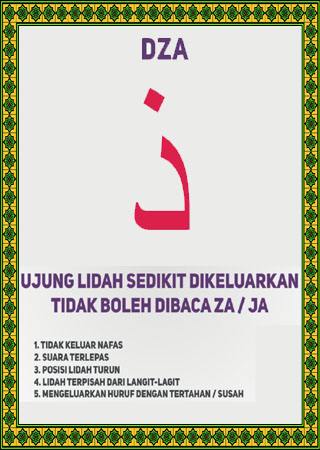 DZA
ذ
UJUNG LIDAH SEDIKIT DIKELUARKAN
TIDAK BOLEH DIBACA ZA / JA
1. TIDAK KELUAR NAFAS
2. SUARA TERLEPAS
3. POSISI LIDAH TURUN
4. LIDAH TERPISAH DARI LANGIT-LAGIT
5. MENGELUARKAN HURUF DENGAN TERTAHAN / SUSAH